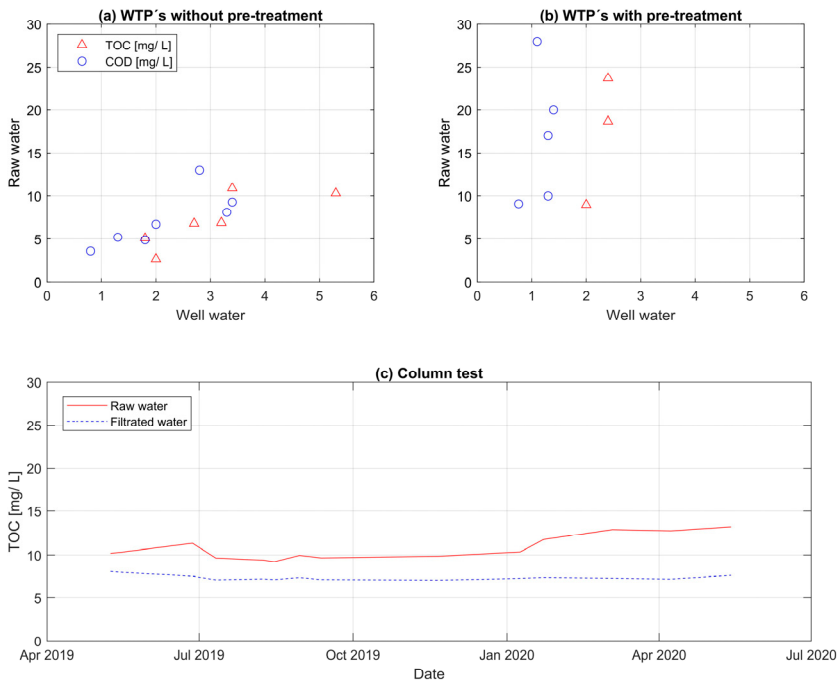 (a) WTP´s without pre-treatment
30
25
20
15
10
5
0
Raw water
TOC [mg/ L]
COD [mg/ L]
0 1 2 3 4 5 6
Well water
(b) WTP´s with pre-treatment
30
25
20
15
10
5
0
Raw water
0 1 2 3 4 5 6
Well water
(c) Column test
30
25
20
15
10
5
0
TOC [mg/ L]
Raw water
Filtrated water
Apr 2019 Jul 2019 Oct 2019 Jan 2020 Apr 2020 Jul 2020
Date